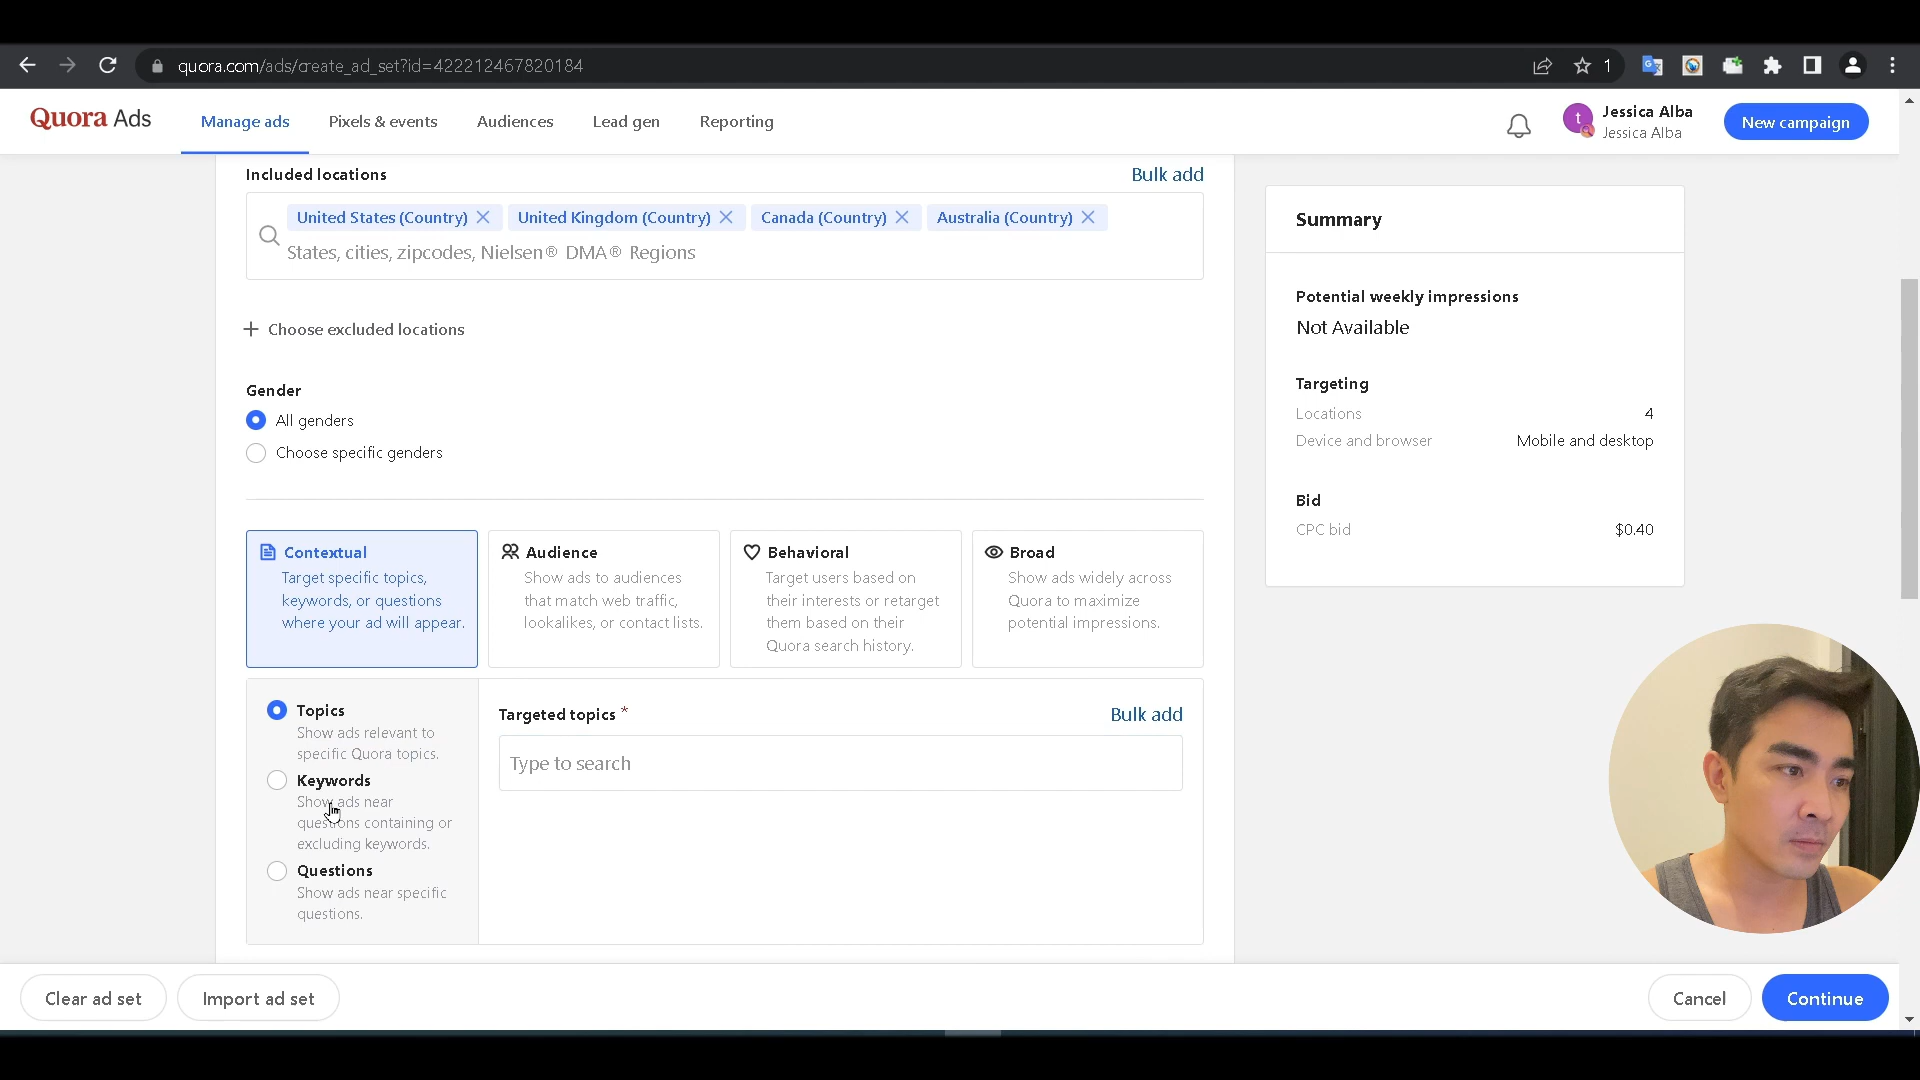 quora.com/ads/create_ad_set?id=422212467820184
1
Quora Ads
Manage ads
Pixels & events
Audiences
Lead gen
Reporting
t
Jessica Alba
Jessica Alba
New campaign
Included locations
Bulk add
United States (Country)
United Kingdom (Country)
Canada (Country)
Australia (Country)
States, cities, zipcodes, Nielsen® DMA® Regions
Choose excluded locations
Gender
All genders
Choose specific genders
Contextual
Target specific topics,
keywords, or questions
where your ad will appear.
Audience
Show ads to audiences
that match web traffic,
lookalikes, or contact lists.
Behavioral
Target users based on
their interests or retarget
them based on their
Quora search history.
Broad
Show ads widely across
Quora to maximize
potential impressions.
Topics
Show ads relevant to
specific Quora topics.
Keywords
Show ads near
questions containing or
excluding keywords.
Questions
Show ads near specific
questions.
Targeted topics *
Bulk add
Type to search
Summary
Potential weekly impressions
Not Available
Targeting
Locations 4
Device and browser Mobile and desktop
Bid
CPC bid $0.40
Clear ad set
Import ad set
Cancel
Continue